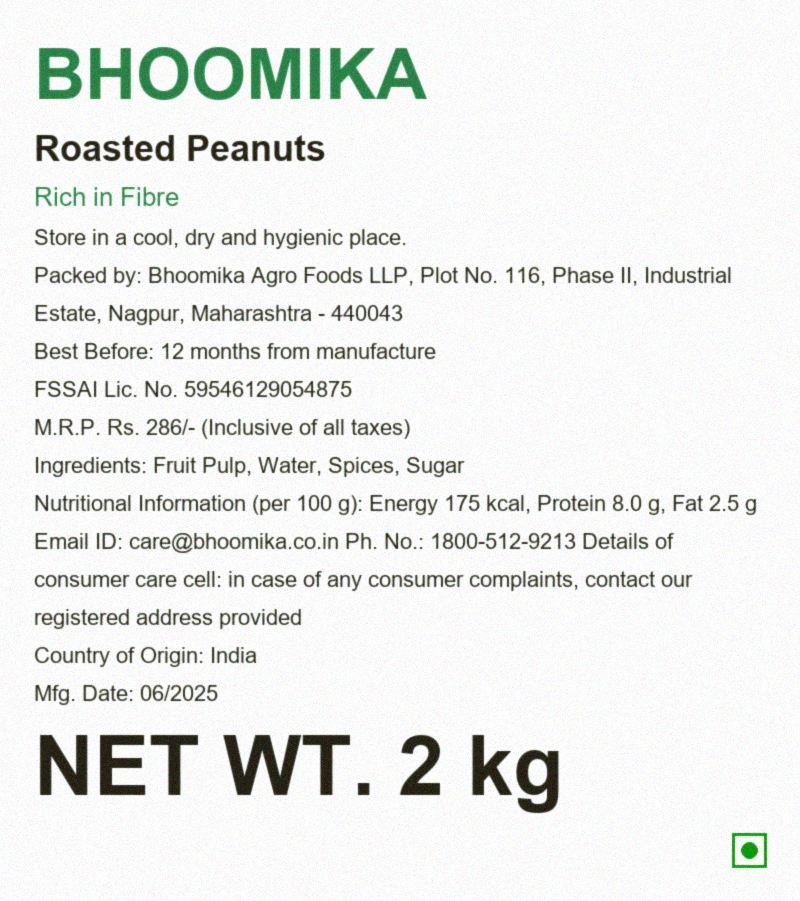 BHOOMIKA
Roasted Peanuts
Rich in Fibre
Store in a cool, dry and hygienic place.
Packed by: Bhoomika Agro Foods LLP, Plot No. 116, Phase II, Industrial
Estate, Nagpur, Maharashtra - 440043
Best Before: 12 months from manufacture
FSSAI Lic. No. 59546129054875
M.R.P. Rs. 286/- (Inclusive of all taxes)
Ingredients: Fruit Pulp, Water, Spices, Sugar
Nutritional Information (per 100 g): Energy 175 kcal, Protein 8.0 g, Fat 2.5 g
Email ID: care@bhoomika.co.in Ph. No.: 1800-512-9213 Details of
consumer care cell: in case of any consumer complaints, contact our
registered address provided
Country of Origin: India
Mfg. Date: 06/2025
NET WT. 2 kg